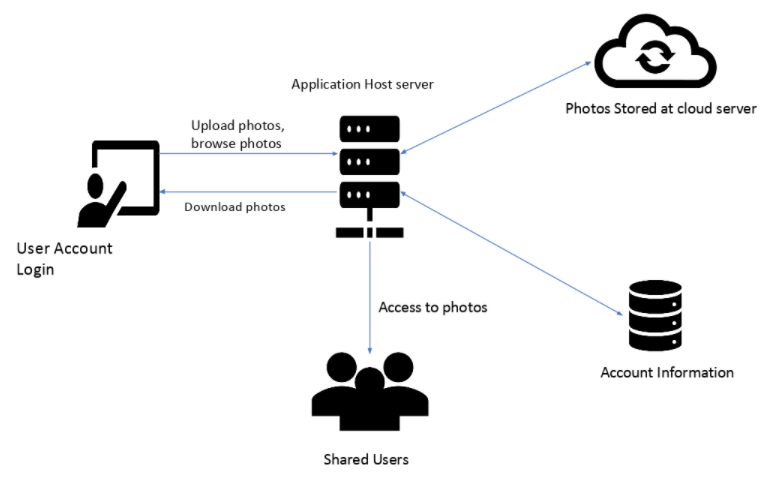 Application Host server
Photos Stored at cloud server
Upload photos,
browse photos
Download photos
User Account
Login
Access to photos
Account Information
Shared Users